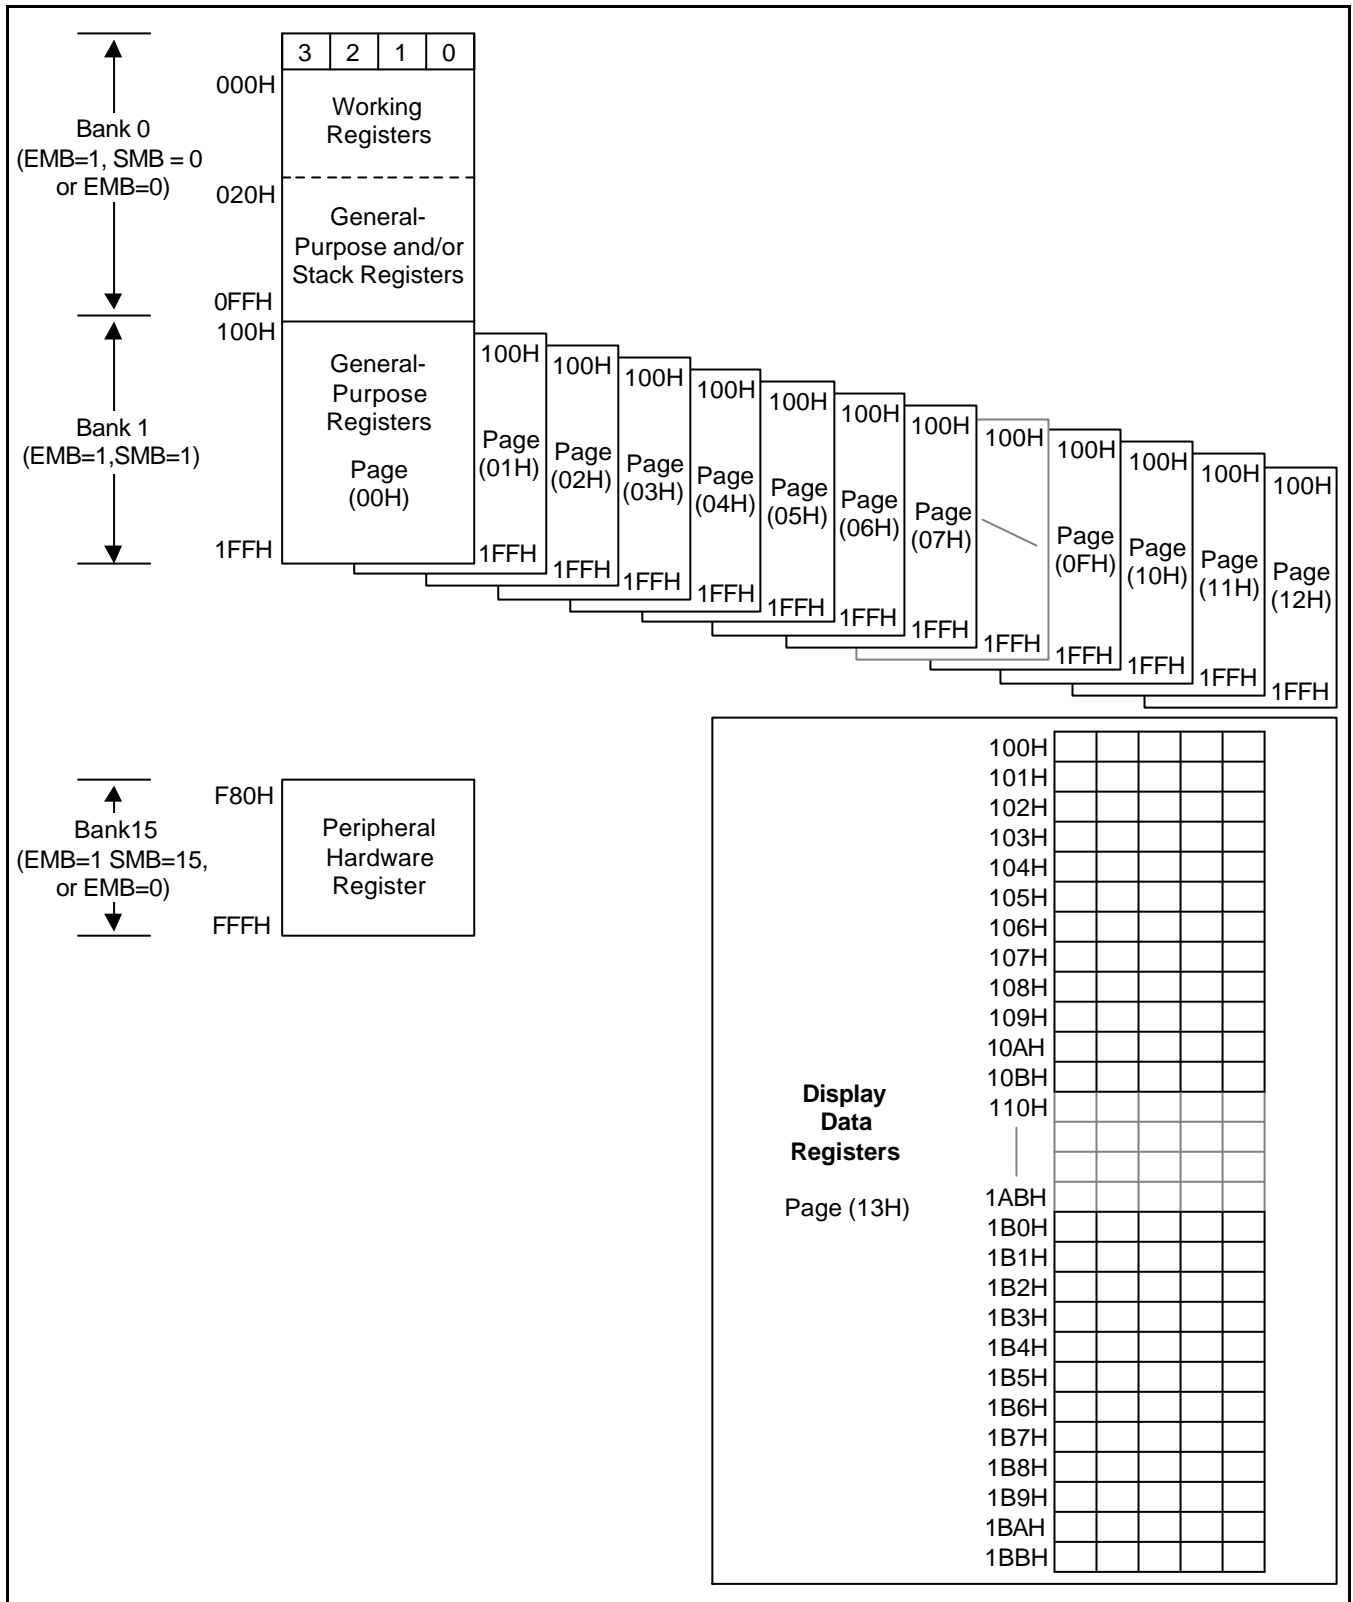 3 2 1 0
000H
Working
Registers
Bank 0
(EMB=1, SMB = 0
or EMB=0)
020H
General-
Purpose and/or
Stack Registers
0FFH
100H
General-
Purpose
Registers
Page
(00H)
1FFH
Bank 1
(EMB=1,SMB=1)
100H
Page
(01H)
1FFH
100H
Page
(02H)
1FFH
100H
Page
(03H)
1FFH
100H
Page
(04H)
1FFH
100H
Page
(05H)
1FFH
100H
Page
(06H)
1FFH
100H
Page
(07H)
1FFH
100H
1FFH
100H
Page
(0FH)
1FFH
100H
Page
(10H)
1FFH
100H
Page
(11H)
1FFH
100H
Page
(12H)
1FFH
F80H
Bank15
(EMB=1 SMB=15,
or EMB=0)
Peripheral
Hardware
Register
FFFH
Display
Data
Registers
Page (13H)
100H
101H
102H
103H
104H
105H
106H
107H
108H
109H
10AH
10BH
110H
1ABH
1B0H
1B1H
1B2H
1B3H
1B4H
1B5H
1B6H
1B7H
1B8H
1B9H
1BAH
1BBH